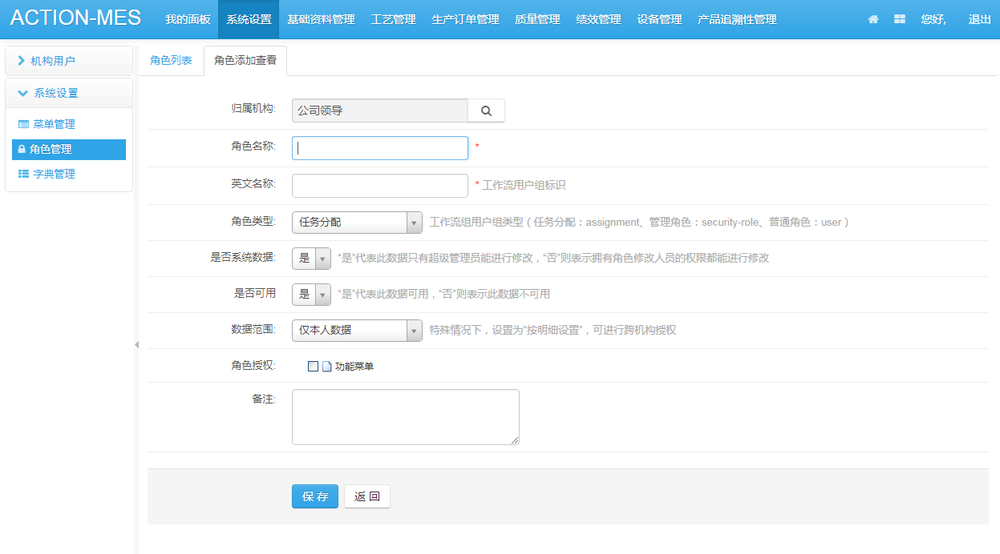 ACTION-MES 我的面板 系统设置 基础资料管理 工艺管理 生产订单管理 质量管理 绩效管理 设备管理 产品追溯性管理 您好, 退出
机构用户
系统设置
菜单管理
角色管理
字典管理
角色列表 角色添加查看
归属机构: 公司领导
角色名称: *
英文名称: * 工作流用户组标识
角色类型: 任务分配 工作流组用户组类型（任务分配：assignment、管理角色：security-role、普通角色：user）
是否系统数据: 是 “是”代表此数据只有超级管理员能进行修改，“否”则表示拥有角色修改人员的权限都能进行修改
是否可用 是 “是”代表此数据可用，“否”则表示此数据不可用
数据范围: 仅本人数据 特殊情况下，设置为“按明细设置”，可进行跨机构授权
角色授权: 功能菜单
备注:
保 存 返 回